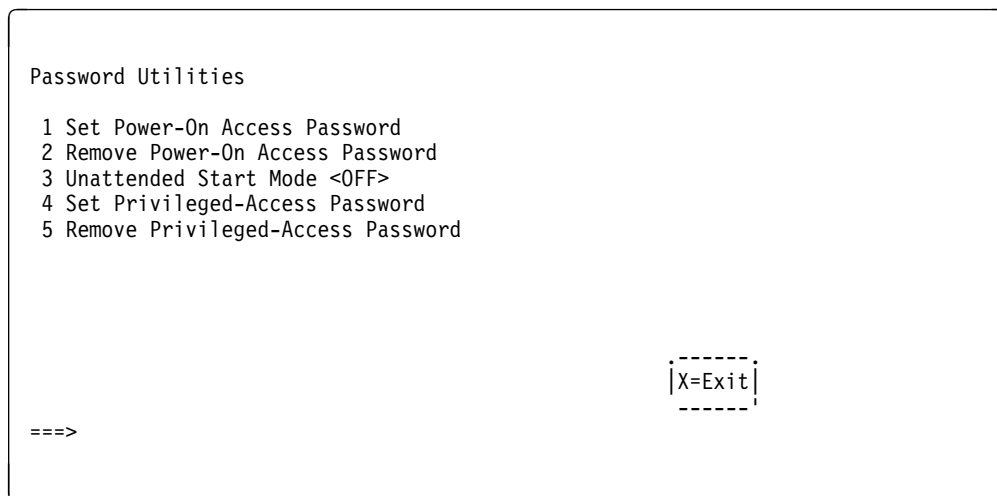 Password Utilities
1 Set Power-On Access Password
2 Remove Power-On Access Password
3 Unattended Start Mode <OFF>
4 Set Privileged-Access Password
5 Remove Privileged-Access Password
X=Exit
===>